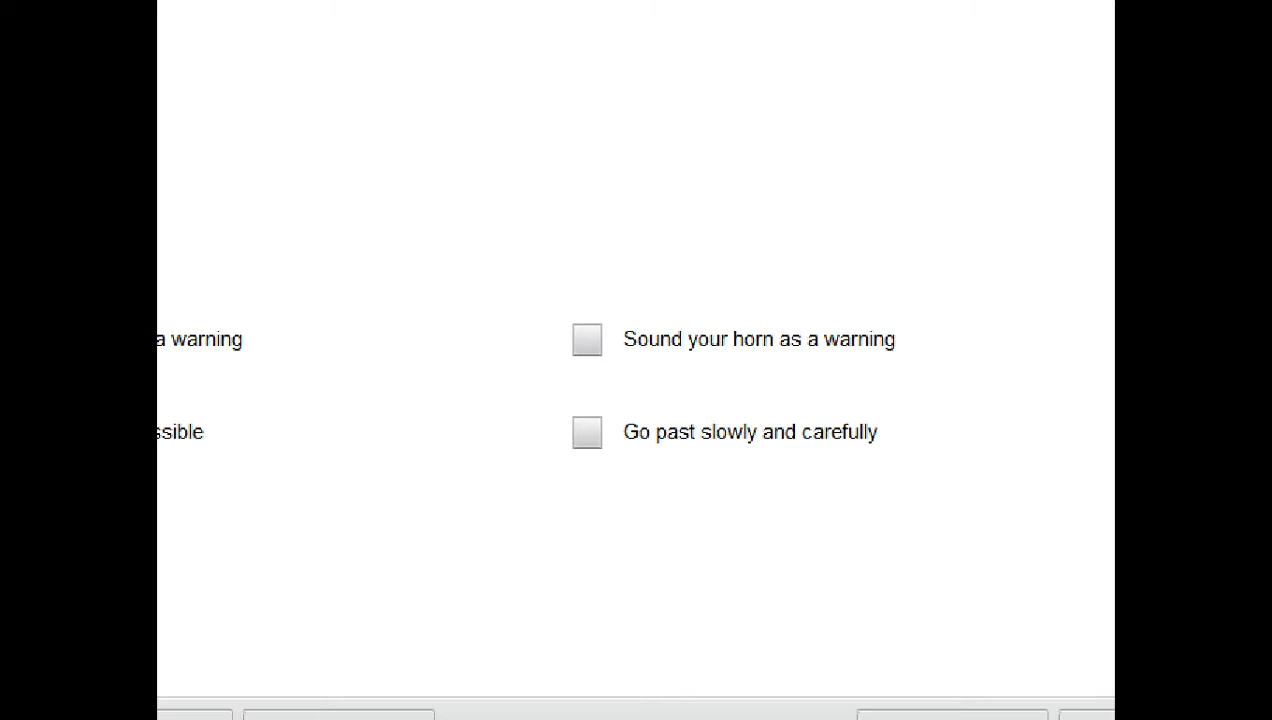 a warning
Sound your horn as a warning
ssible
Go past slowly and carefully